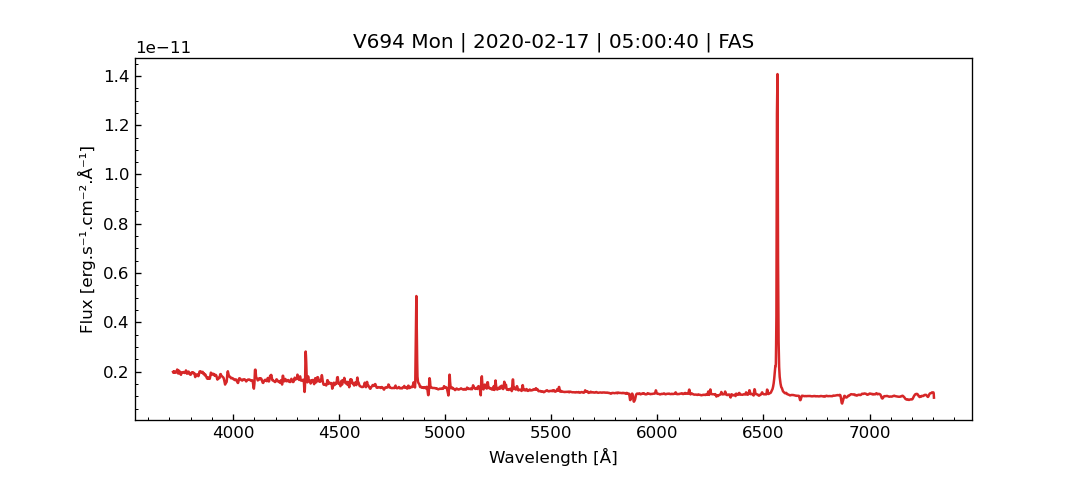 V694 Mon | 2020-02-17 | 05:00:40 | FAS
1e−11
1.4
1.2
1.0
0.8
0.6
0.4
0.2
Flux [erg.s⁻¹.cm⁻².Å⁻¹]
4000 4500 5000 5500 6000 6500 7000
Wavelength [Å]